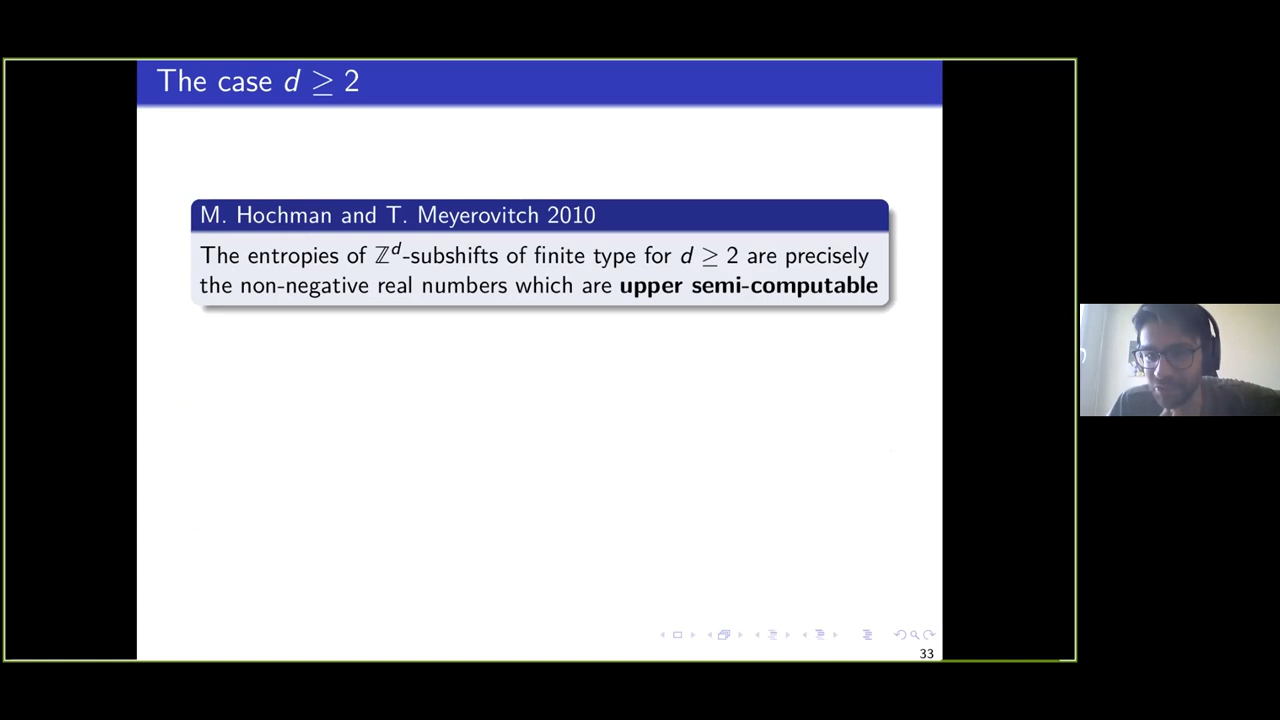 The case d ≥ 2
M. Hochman and T. Meyerovitch 2010
The entropies of ℤᵈ-subshifts of finite type for d ≥ 2 are precisely
the non-negative real numbers which are upper semi-computable
33